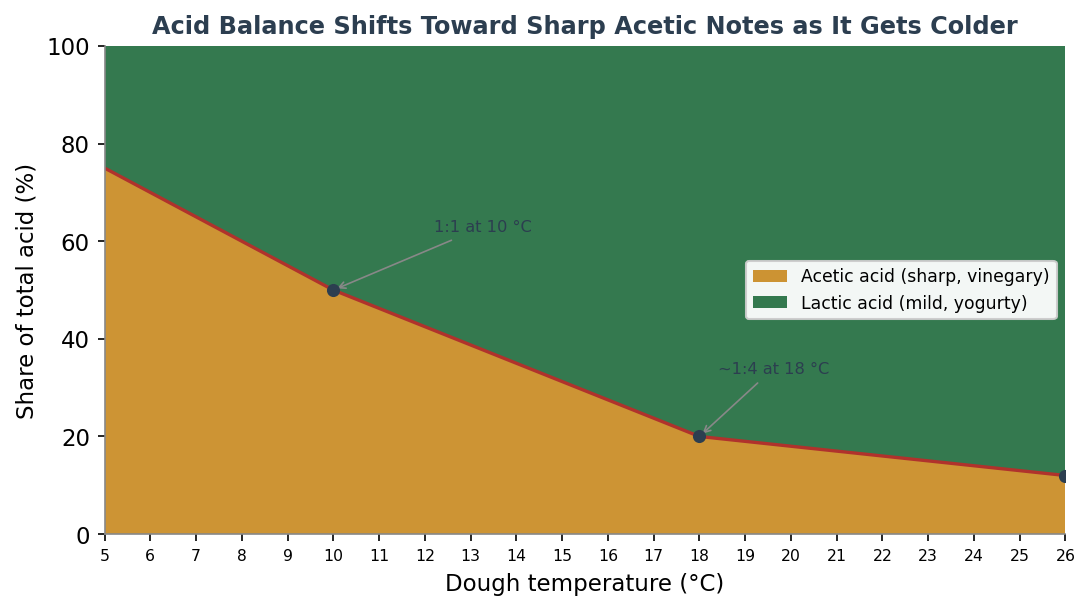 Acid Balance Shifts Toward Sharp Acetic Notes as It Gets Colder
Share of total acid (%)
100
80
60
40
20
0
1:1 at 10 °C
~1:4 at 18 °C
Acetic acid (sharp, vinegary)
Lactic acid (mild, yogurty)
5 6 7 8 9 10 11 12 13 14 15 16 17 18 19 20 21 22 23 24 25 26
Dough temperature (°C)